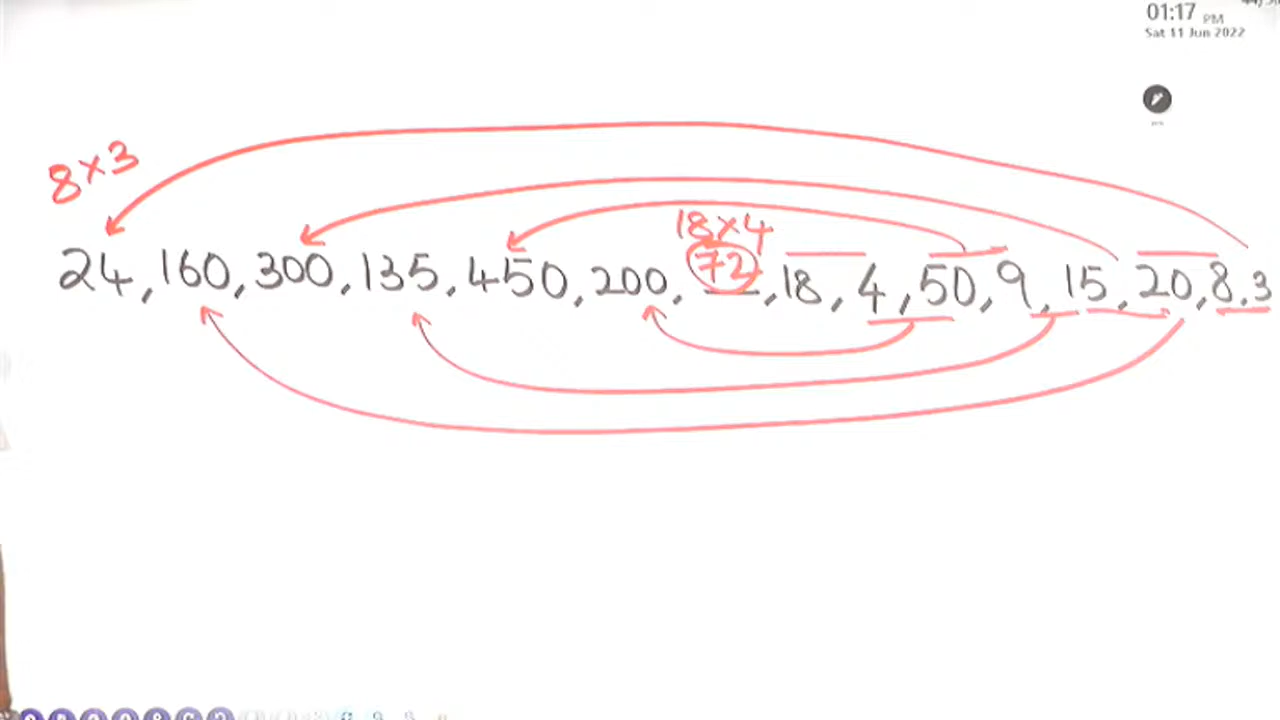 01:17 PM
Sat 11 Jun 2022
8×3
18×4
24, 160, 300, 135, 450, 200, 72, 18, 4, 50, 9, 15, 20, 8, 3